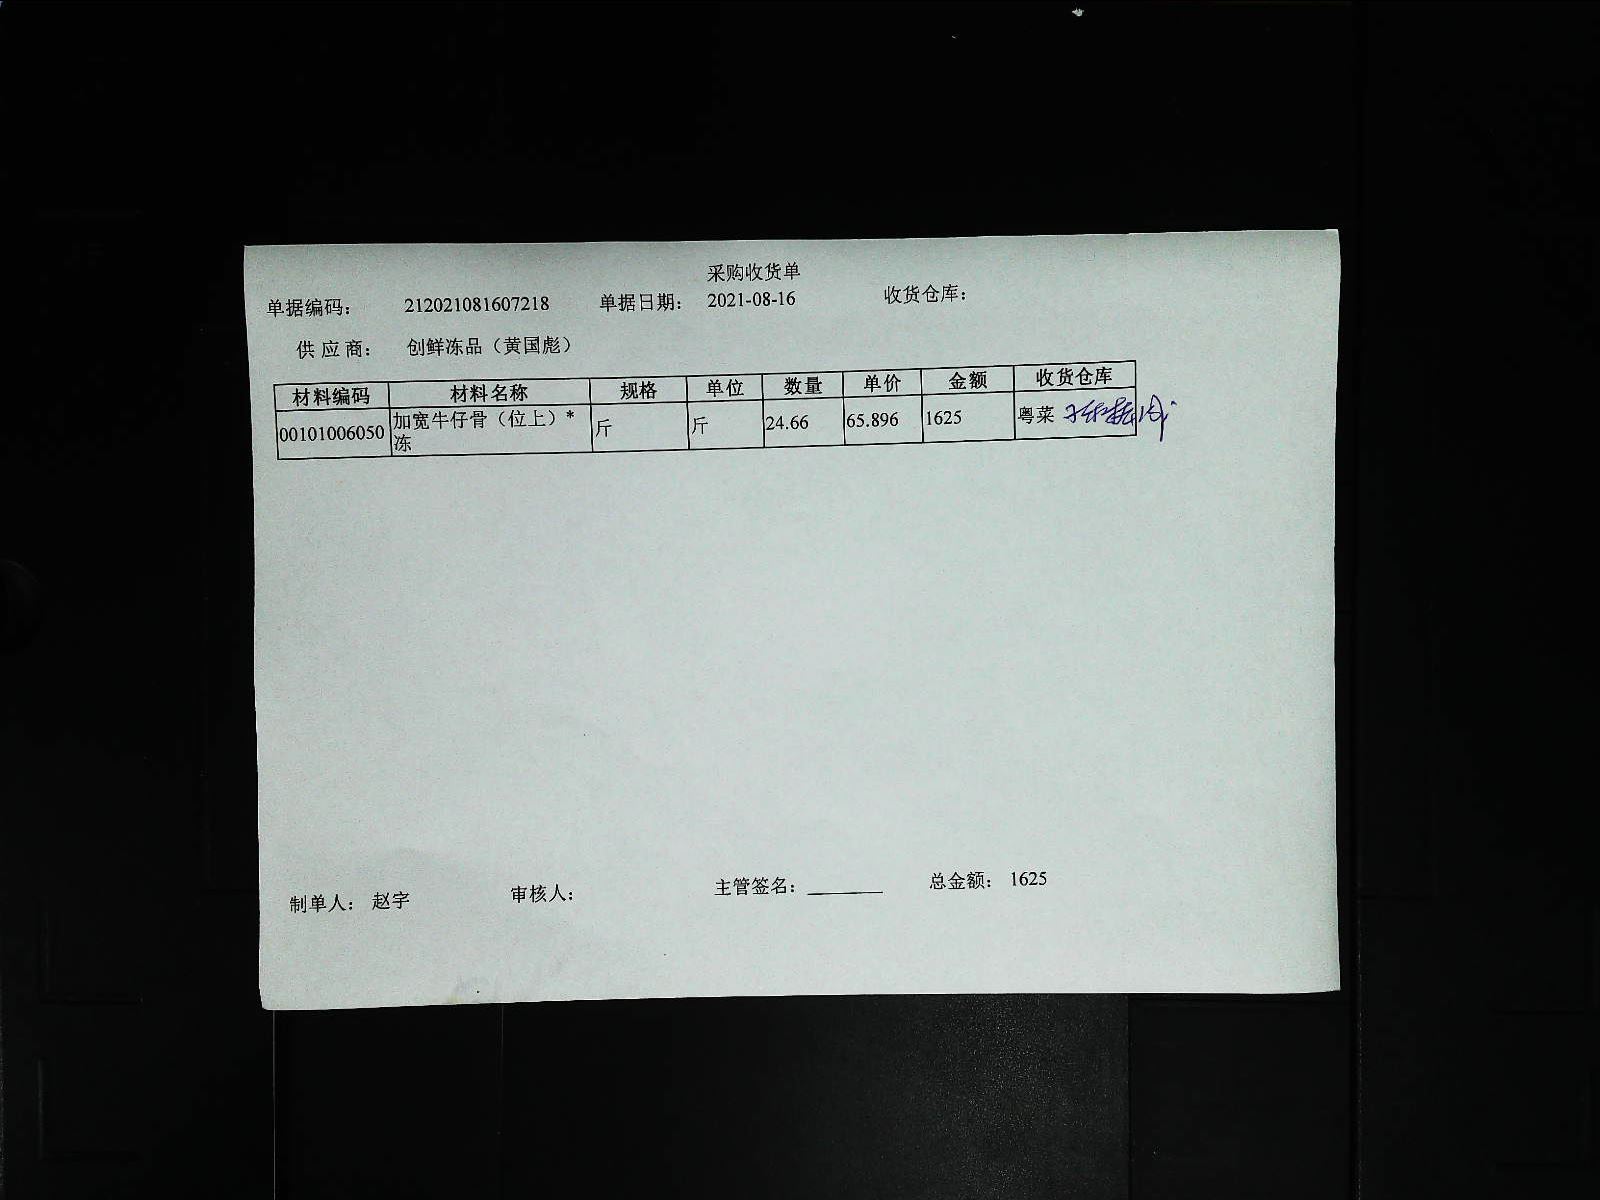 采购收货单
单据编码： 212021081607218 单据日期： 2021-08-16 收货仓库：
供应商： 创鲜冻品（黄国彪）
材料编码 材料名称 规格 单位 数量 单价 金额 收货仓库
00101006050 加宽牛仔骨（位上）* 斤 斤 24.66 65.896 1625 粤菜
冻
制单人： 赵宇 审核人： 主管签名： 总金额： 1625